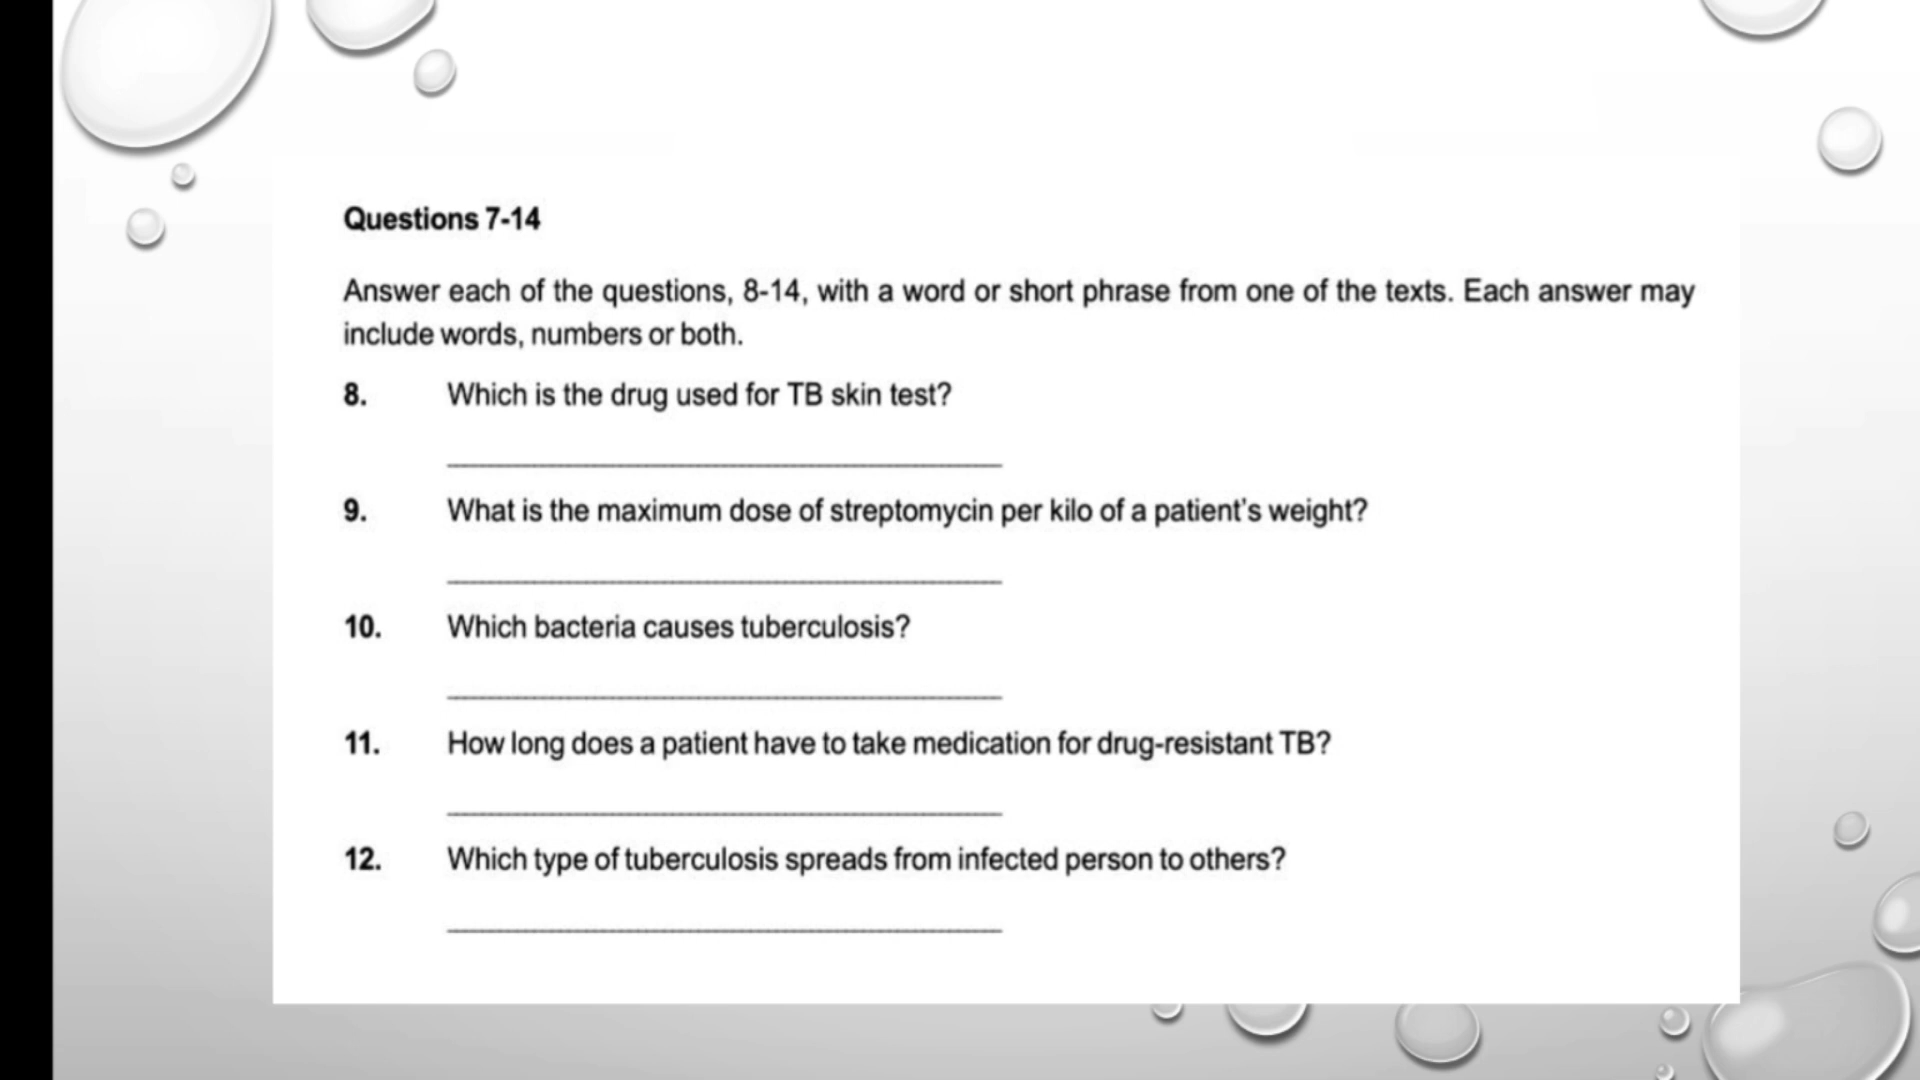 Questions 7-14
Answer each of the questions, 8-14, with a word or short phrase from one of the texts. Each answer may
include words, numbers or both.
8. Which is the drug used for TB skin test?
9. What is the maximum dose of streptomycin per kilo of a patient's weight?
10. Which bacteria causes tuberculosis?
11. How long does a patient have to take medication for drug-resistant TB?
12. Which type of tuberculosis spreads from infected person to others?